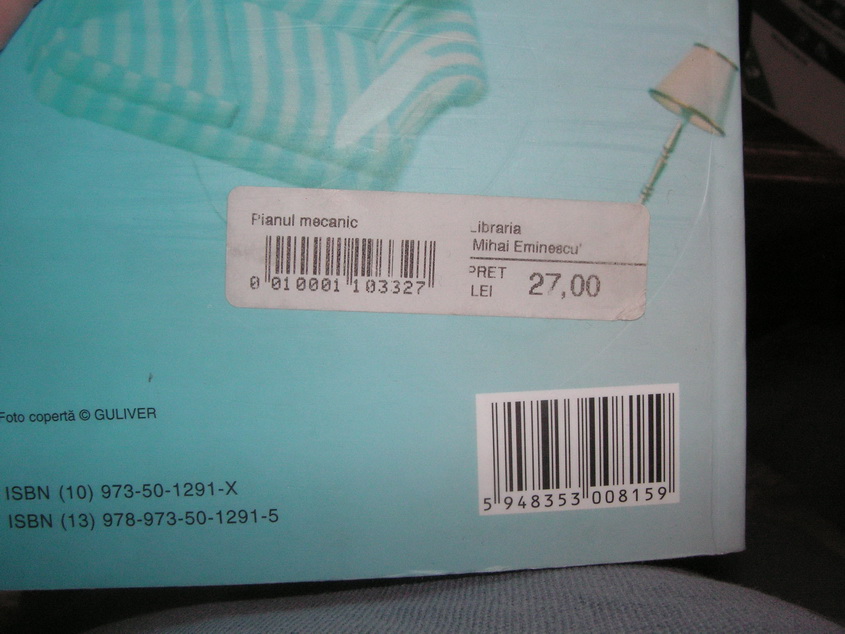 Pianul mecanic
0 010001 103327
Libraria
Mihai Eminescu'
PRET
LEI
27,00
Foto copertă © GULIVER
ISBN (10) 973-50-1291-X
ISBN (13) 978-973-50-1291-5
5 948353 008159